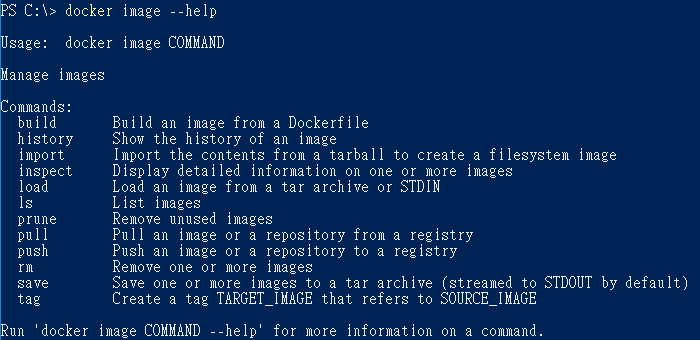 PS C:\> docker image --help
Usage:  docker image COMMAND
Manage images
Commands:
  build       Build an image from a Dockerfile
  history     Show the history of an image
  import      Import the contents from a tarball to create a filesystem image
  inspect     Display detailed information on one or more images
  load        Load an image from a tar archive or STDIN
  ls          List images
  prune       Remove unused images
  pull        Pull an image or a repository from a registry
  push        Push an image or a repository to a registry
  rm          Remove one or more images
  save        Save one or more images to a tar archive (streamed to STDOUT by default)
  tag         Create a tag TARGET_IMAGE that refers to SOURCE_IMAGE
Run 'docker image COMMAND --help' for more information on a command.